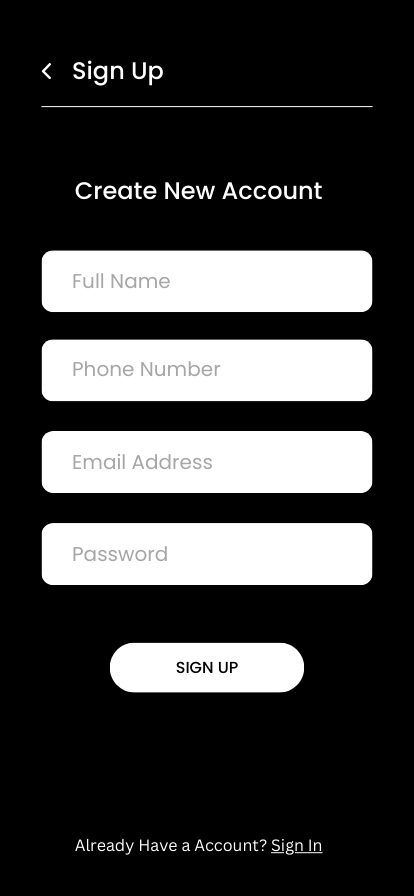 Sign Up
Create New Account
Full Name
Phone Number
Email Address
Password
SIGN UP
Already Have a Account? Sign In